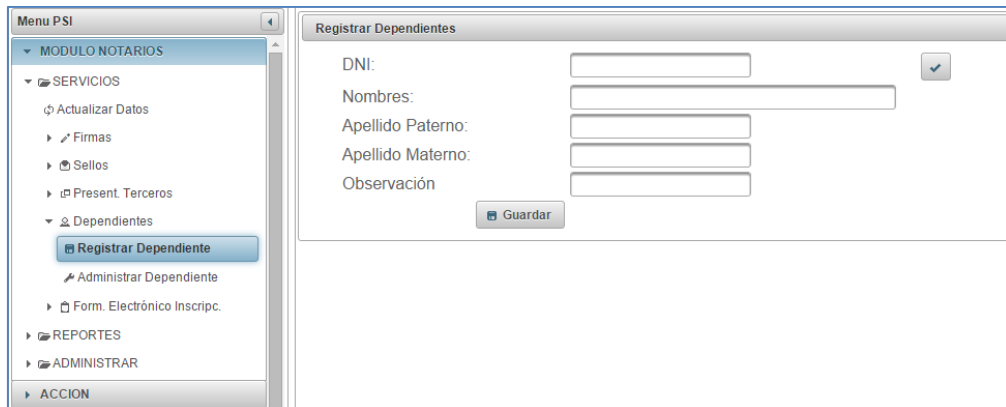 Menu PSI
MODULO NOTARIOS
SERVICIOS
Actualizar Datos
Firmas
Sellos
Present. Terceros
Dependientes
Registrar Dependiente
Administrar Dependiente
Form. Electrónico Inscripc.
REPORTES
ADMINISTRAR
ACCION
Registrar Dependientes
DNI:
Nombres:
Apellido Paterno:
Apellido Materno:
Observación
Guardar